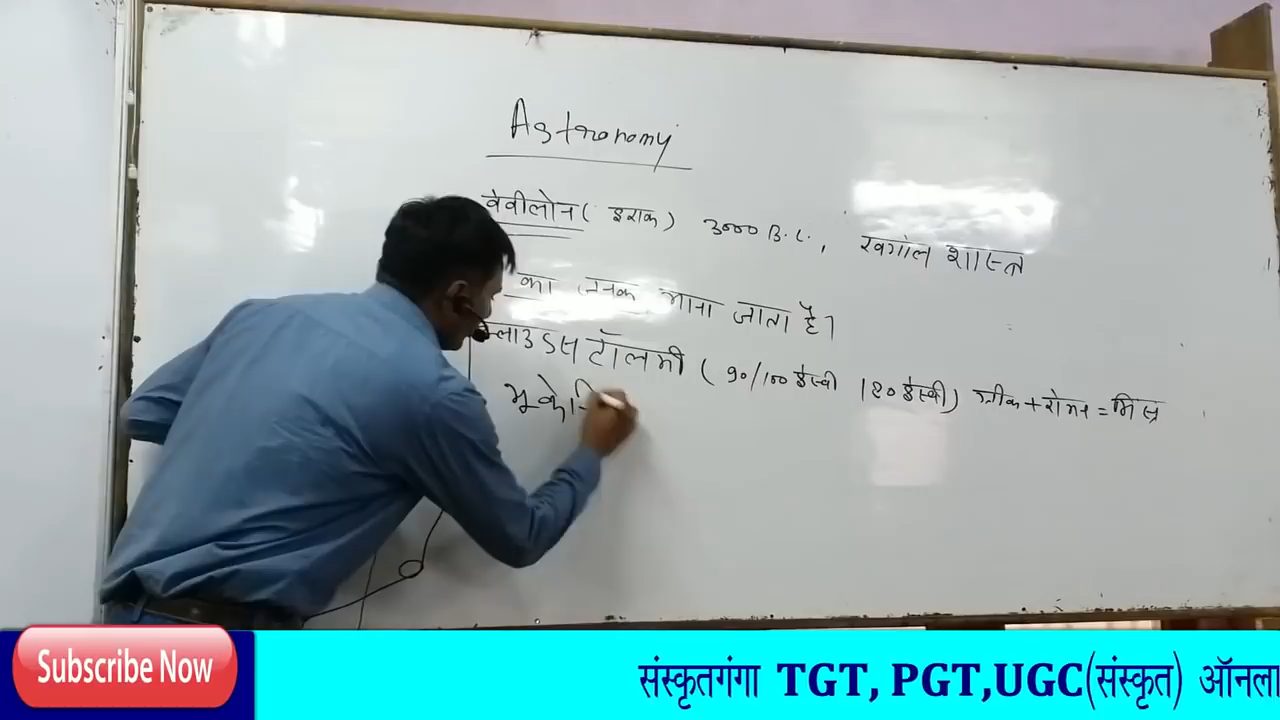 Astronomy
वेवीलोन ( इराक) 3000 B.C., खगोल शास्त
का जनक माना जाता है।
क्लाउडस टॉलमी ( 90/100 ईस्वी 120 ईस्वी) ग्रीक + रोमन = मिस्र
भूके
Subscribe Now
संस्कृतगंगा TGT, PGT,UGC(संस्कृत) ऑनला